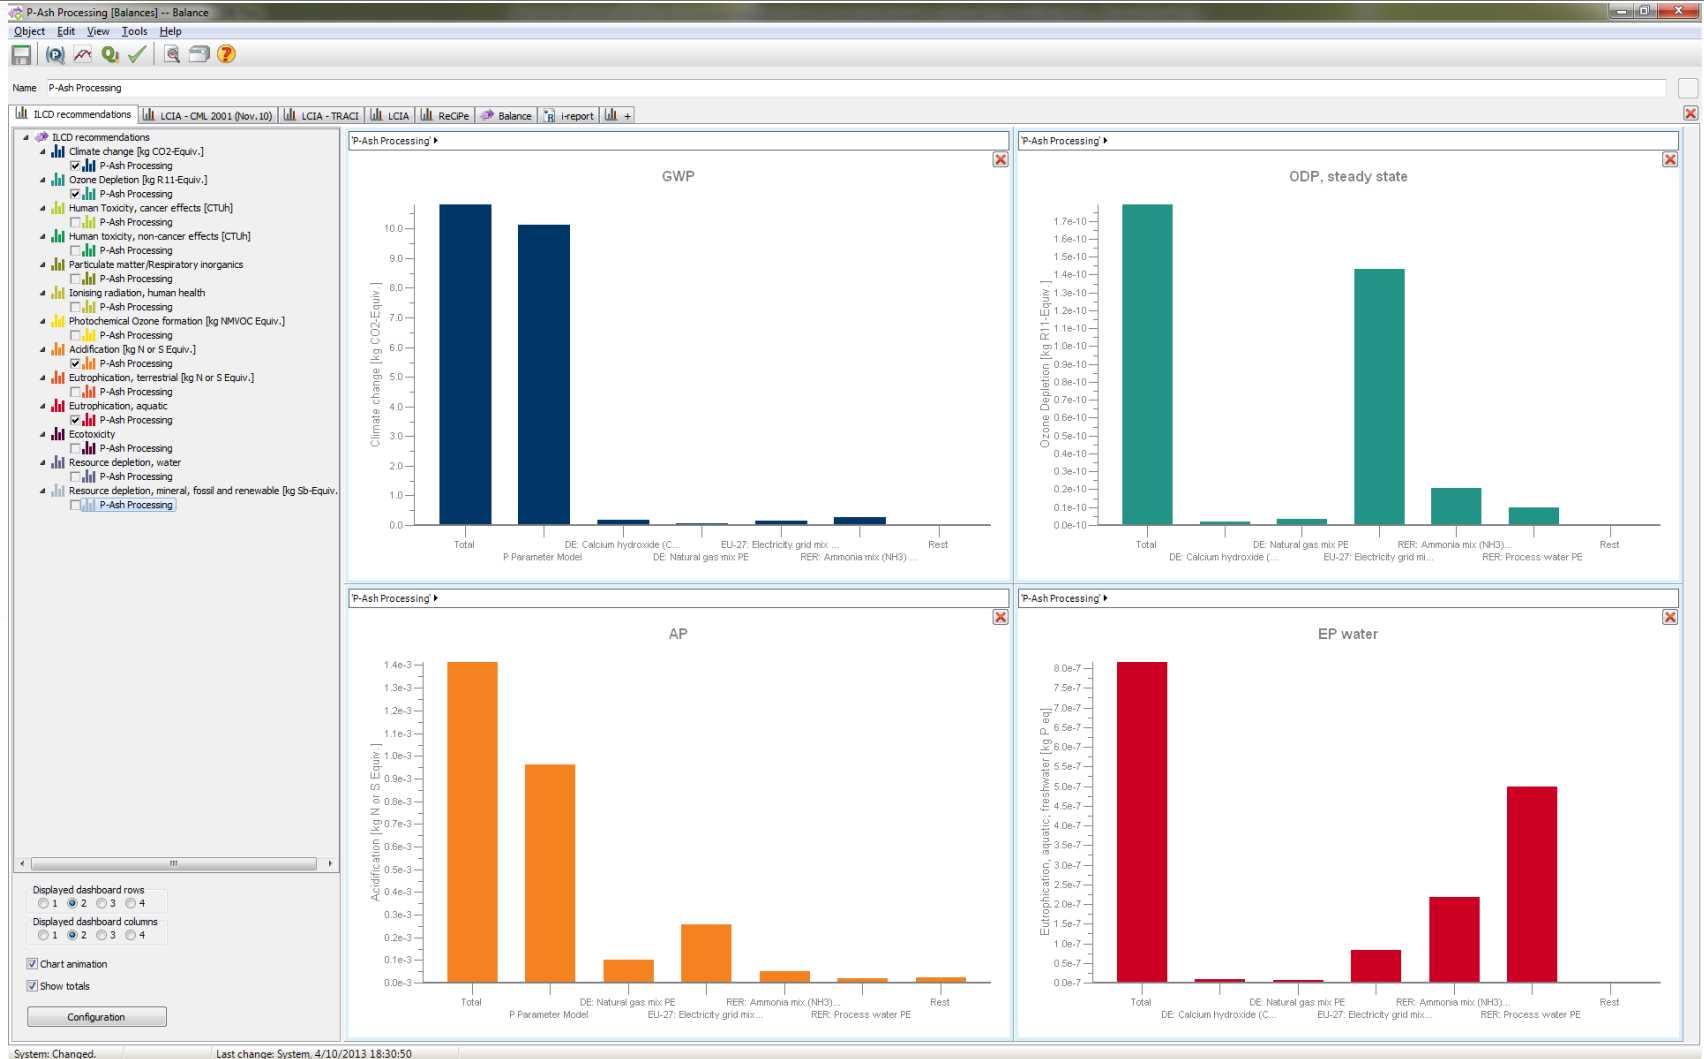 P-Ash Processing [Balances] -- Balance
Object Edit View Tools Help
Name P-Ash Processing
ILCD recommendations LCIA - CML 2001 (Nov. 10) LCIA - TRACI LCIA ReCiPe Balance i-report +
ILCD recommendations
Climate change [kg CO2-Equiv.]
P-Ash Processing
Ozone Depletion [kg R11-Equiv.]
P-Ash Processing
Human Toxicity, cancer effects [CTUh]
P-Ash Processing
Human toxicity, non-cancer effects [CTUh]
P-Ash Processing
Particulate matter/Respiratory inorganics
P-Ash Processing
Ionising radiation, human health
P-Ash Processing
Photochemical Ozone formation [kg NMVOC Equiv.]
P-Ash Processing
Acidification [kg N or S Equiv.]
P-Ash Processing
Eutrophication, terrestrial [kg N or S Equiv.]
P-Ash Processing
Eutrophication, aquatic
P-Ash Processing
Ecotoxicity
P-Ash Processing
Resource depletion, water
P-Ash Processing
Resource depletion, mineral, fossil and renewable [kg Sb-Equiv.
P-Ash Processing
Displayed dashboard rows
1 2 3 4
Displayed dashboard columns
1 2 3 4
Chart animation
Show totals
Configuration
'P-Ash Processing'
GWP
Climate change [kg CO2-Equiv.]
10.0
9.0
8.0
7.0
6.0
5.0
4.0
3.0
2.0
1.0
0.0
Total DE: Calcium hydroxide (C... EU-27: Electricity grid mix ... Rest
P Parameter Model DE: Natural gas mix PE RER: Ammonia mix (NH3) ...
'P-Ash Processing'
ODP, steady state
Ozone Depletion [kg R11-Equiv.]
1.7e-10
1.6e-10
1.5e-10
1.4e-10
1.3e-10
1.2e-10
1.1e-10
1.0e-10
0.9e-10
0.8e-10
0.7e-10
0.6e-10
0.5e-10
0.4e-10
0.3e-10
0.2e-10
0.1e-10
0.0e-10
Total DE: Natural gas mix PE RER: Ammonia mix (NH3)... Rest
DE: Calcium hydroxide (... EU-27: Electricity grid mi... RER: Process water PE
'P-Ash Processing'
AP
Acidification [kg N or S Equiv.]
1.4e-3
1.3e-3
1.2e-3
1.1e-3
1.0e-3
0.9e-3
0.8e-3
0.7e-3
0.6e-3
0.5e-3
0.4e-3
0.3e-3
0.2e-3
0.1e-3
0.0e-3
Total DE: Natural gas mix PE RER: Ammonia mix (NH3)... Rest
P Parameter Model EU-27: Electricity grid mix... RER: Process water PE
'P-Ash Processing'
EP water
Eutrophication, aquatic, freshwater [kg P eq]
8.0e-7
7.5e-7
7.0e-7
6.5e-7
6.0e-7
5.5e-7
5.0e-7
4.5e-7
4.0e-7
3.5e-7
3.0e-7
2.5e-7
2.0e-7
1.5e-7
1.0e-7
0.5e-7
0.0e-7
Total DE: Natural gas mix PE RER: Ammonia mix (NH3)... Rest
DE: Calcium hydroxide (C... EU-27: Electricity grid mix... RER: Process water PE
System: Changed. Last change: System, 4/10/2013 18:30:50